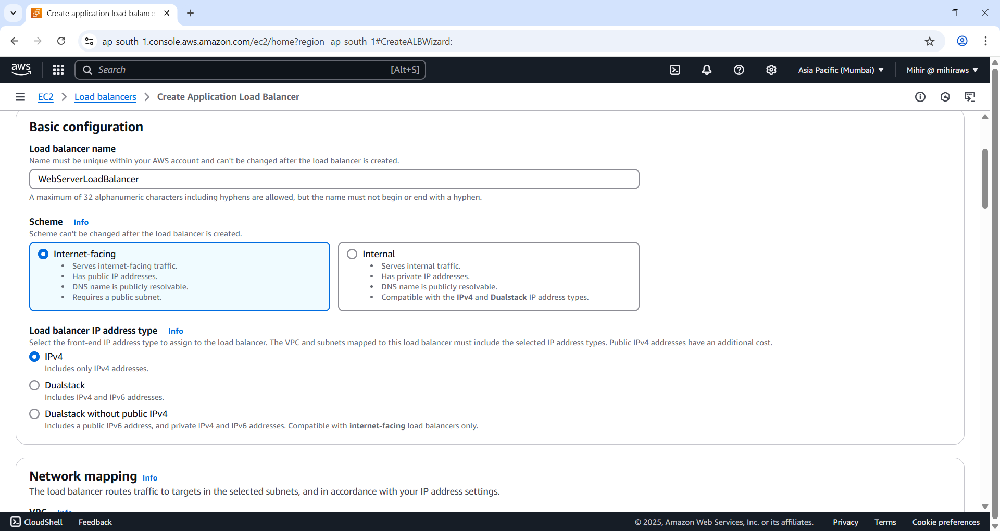 Create application load balance
ap-south-1.console.aws.amazon.com/ec2/home?region=ap-south-1#CreateALBWizard:
aws
Search
[Alt+S]
Asia Pacific (Mumbai)
Mihir @ mihiraws
EC2
Load balancers
Create Application Load Balancer
Basic configuration
Load balancer name
Name must be unique within your AWS account and can't be changed after the load balancer is created.
WebServerLoadBalancer
A maximum of 32 alphanumeric characters including hyphens are allowed, but the name must not begin or end with a hyphen.
Scheme Info
Scheme can't be changed after the load balancer is created.
Internet-facing
• Serves internet-facing traffic.
• Has public IP addresses.
• DNS name is publicly resolvable.
• Requires a public subnet.
Internal
• Serves internal traffic.
• Has private IP addresses.
• DNS name is publicly resolvable.
• Compatible with the IPv4 and Dualstack IP address types.
Load balancer IP address type Info
Select the front-end IP address type to assign to the load balancer. The VPC and subnets mapped to this load balancer must include the selected IP address types. Public IPv4 addresses have an additional cost.
IPv4
Includes only IPv4 addresses.
Dualstack
Includes IPv4 and IPv6 addresses.
Dualstack without public IPv4
Includes a public IPv6 address, and private IPv4 and IPv6 addresses. Compatible with internet-facing load balancers only.
Network mapping Info
The load balancer routes traffic to targets in the selected subnets, and in accordance with your IP address settings.
VPC Info
CloudShell
Feedback
© 2025, Amazon Web Services, Inc. or its affiliates.
Privacy
Terms
Cookie preferences